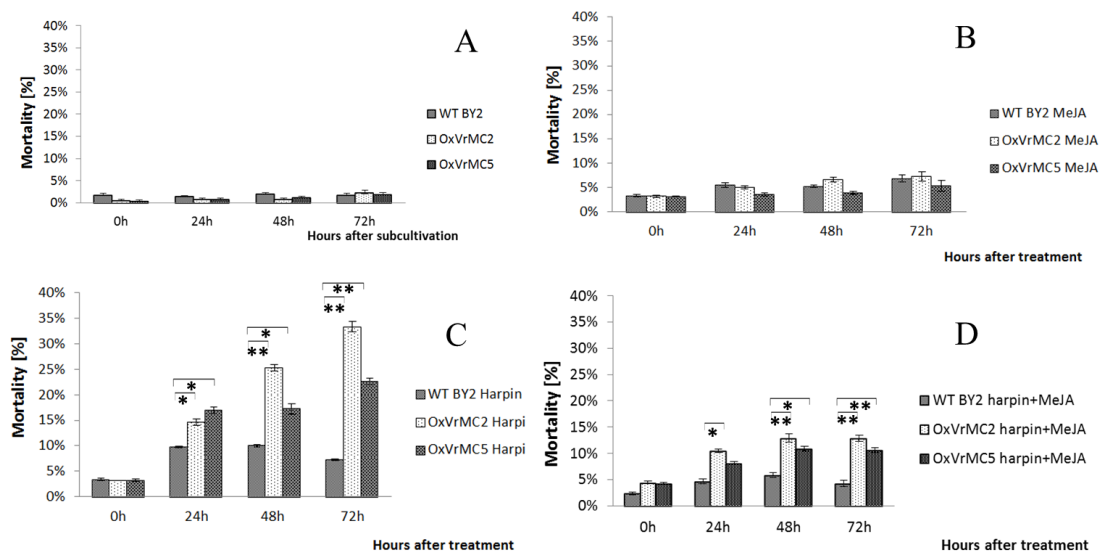 A
Mortality [%]
40%
35%
30%
25%
20%
15%
10%
5%
0%
0h 24h 48h 72h
Hours after subcultivation
WT BY2
OxVrMC2
OxVRMC5
B
Mortality [%]
40%
35%
30%
25%
20%
15%
10%
5%
0%
0h 24h 48h 72h
Hours after treatment
WT BY2 MeJA
OxVrMC2 MeJA
OxVRMC5 MeJA
C
Mortality [%]
40%
35%
30%
25%
20%
15%
10%
5%
0%
* *
** *
** **
0h 24h 48h 72h
Hours after treatment
WT BY2 Harpin
OxVrMC2 Harpi
OxVrMC5 Harpi
D
Mortality [%]
40%
35%
30%
25%
20%
15%
10%
5%
0%
*
** *
** **
0h 24h 48h 72h
Hours after treatment
WT BY2 harpin+MeJA
OxVrMC2 harpin+MeJA
OxVrMC5 harpin+MeJA